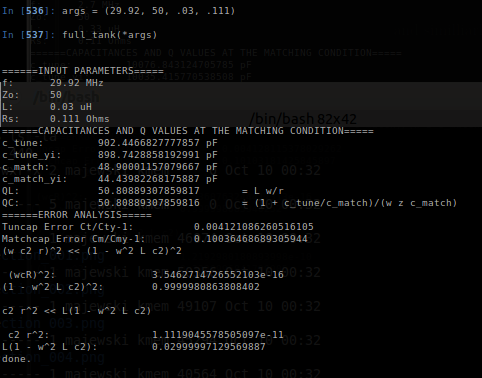 In [536]: args = (29.92, 50, .03, .111)
In [537]: full_tank(*args)
======INPUT PARAMETERS=====
f: 29.92 MHz
Zo: 50
L: 0.03 uH
Rs: 0.111 Ohms
/bin/bash
/bin/bash 82x42
======CAPACITANCES AND Q VALUES AT THE MATCHING CONDITION=====
c_tune: 902.4466827777857 pF
c_tune_yi: 898.7428858192991 pF
c_match: 48.90001157079667 pF
c_match_yi: 44.43982268175887 pF
QL: 50.80889307859817 = L w/r
QC: 50.80889307859816 = (1 + c_tune/c_match)/(w z c_match)
======ERROR ANALYSIS=====
Tuncap Error Ct/Cty-1: 0.004121086260516105
Matchcap Error Cm/Cmy-1: 0.10036468689305944
(w c2 r)^2 << (1 - w^2 L c2)^2
(wcR)^2: 3.5462714726552103e-16
(1 - w^2 L c2)^2: 0.9999980863808402
c2 r^2 << L(1 - w^2 L c2)
c2 r^2: 1.1119045578505097e-11
L(1 - w^2 L c2): 0.02999997129569887
done.